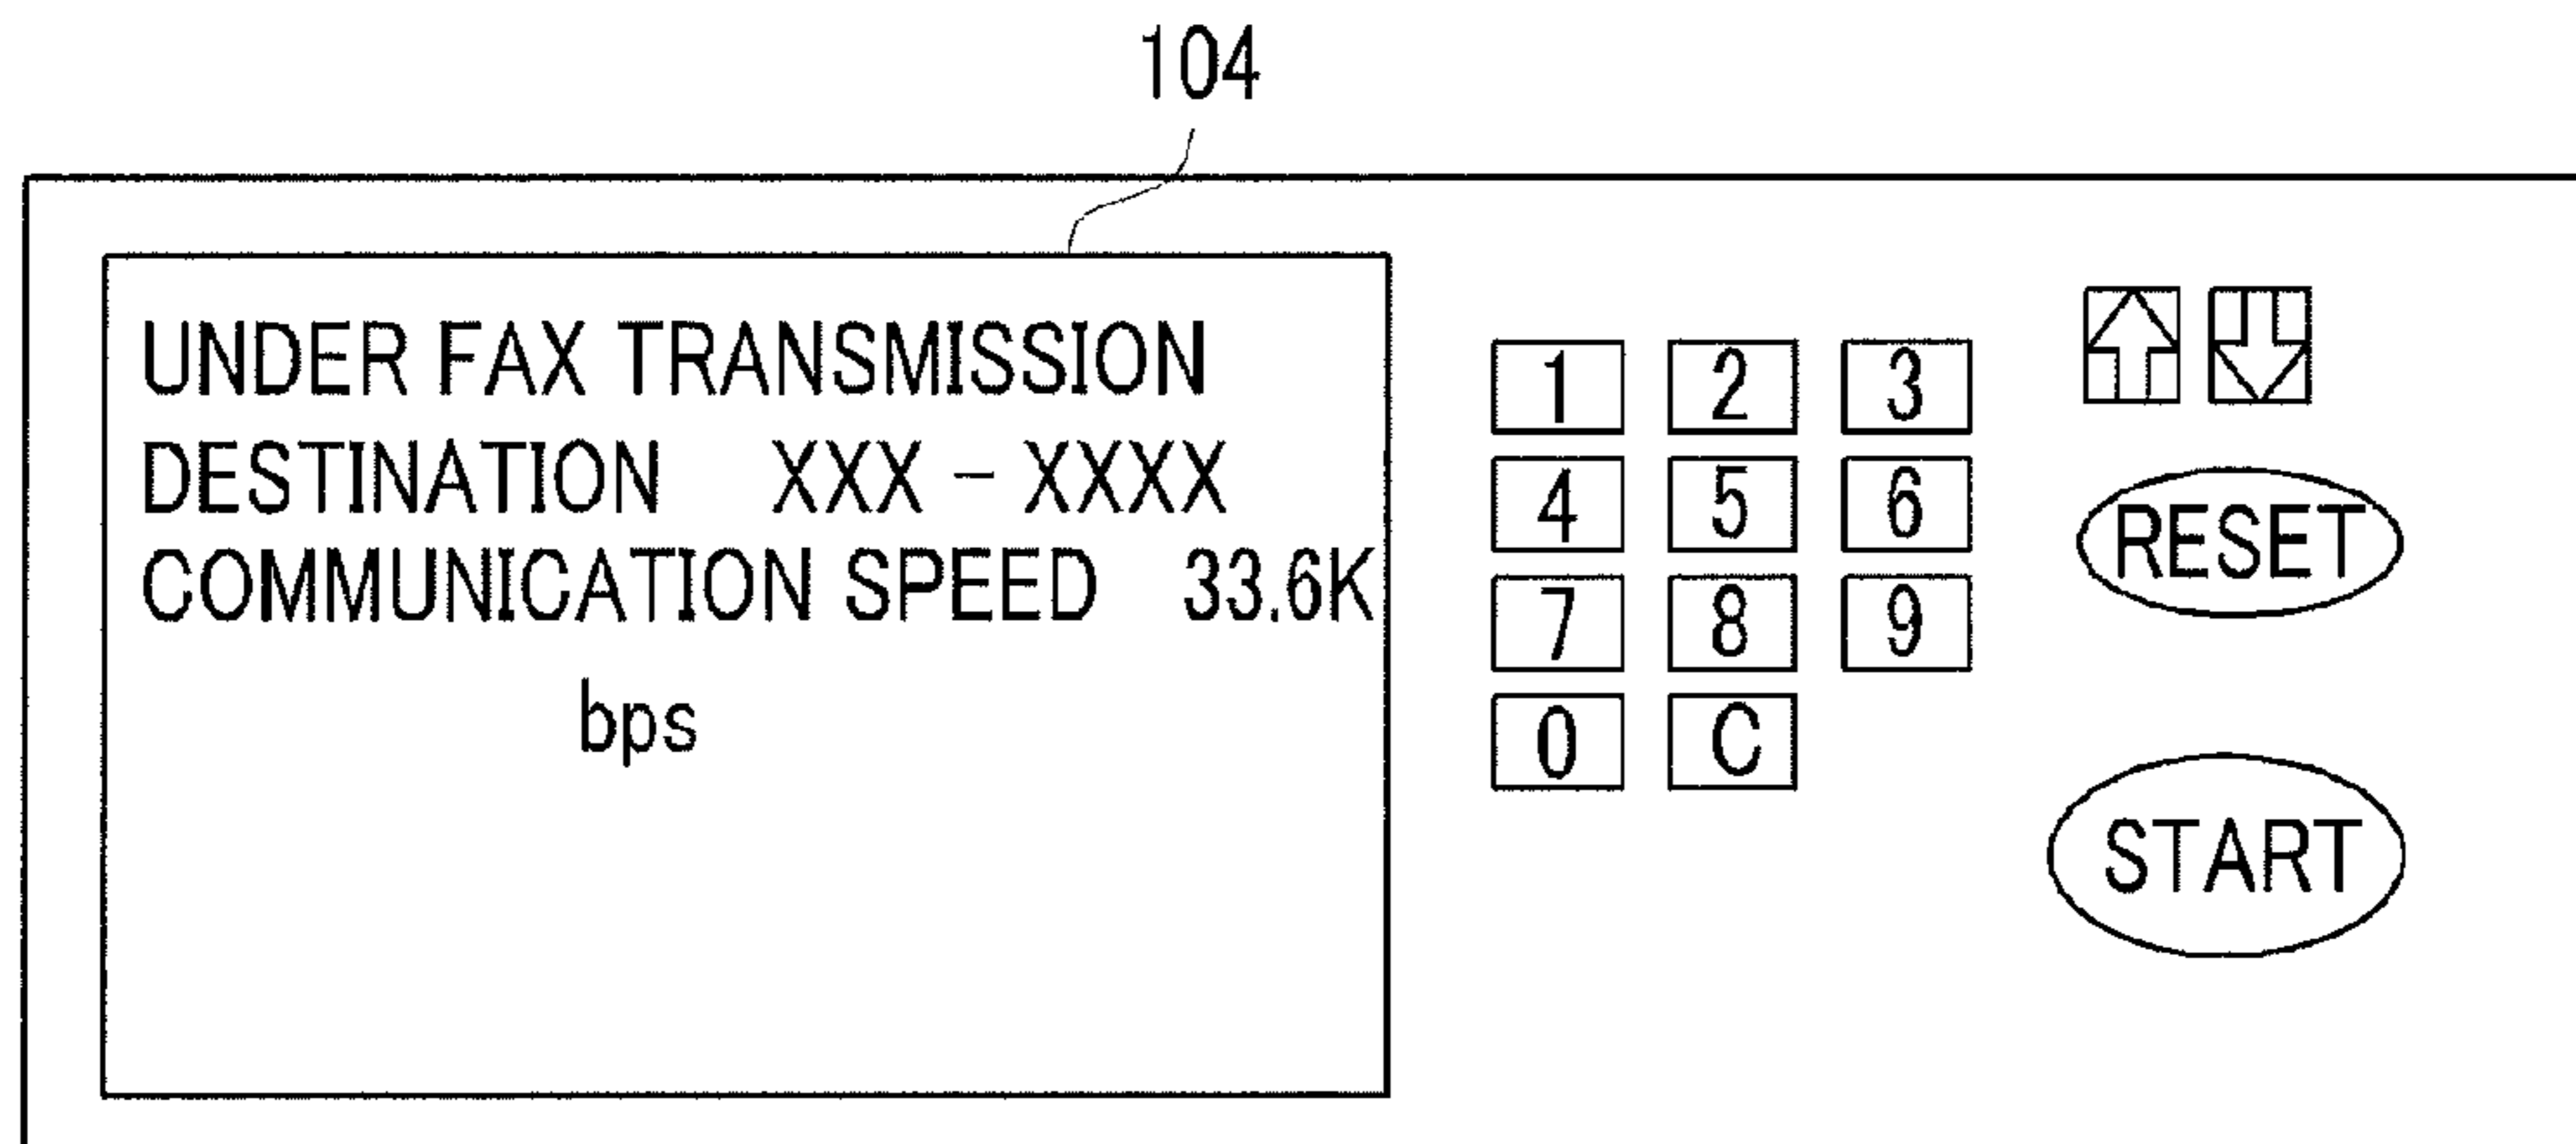 104
UNDER FAX TRANSMISSION
DESTINATION XXX - XXXX
COMMUNICATION SPEED 33.6K
bps
1 2 3
4 5 6
7 8 9
0 C
RESET
START